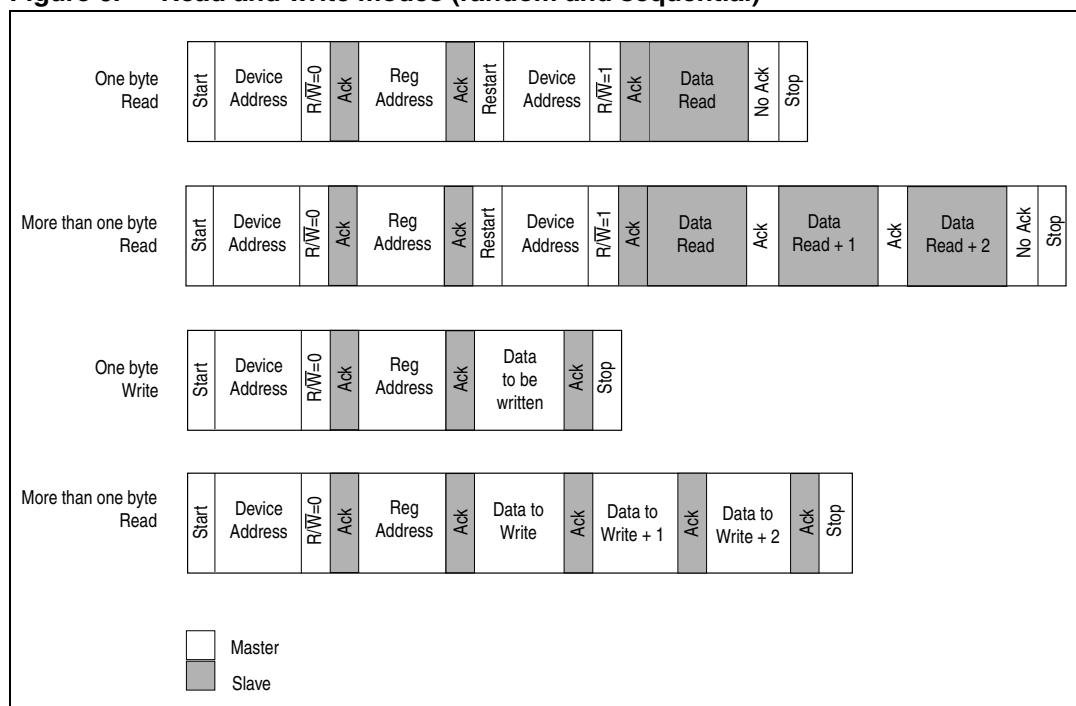 Figure Read and write modes (random and sequential)
One byte
Read
Start
Device
Address
R/W̅=0
Ack
Reg
Address
Ack
Restart
Device
Address
R/W̅=1
Ack
Data
Read
No Ack
Stop
More than one byte
Read
Start
Device
Address
R/W̅=0
Ack
Reg
Address
Ack
Restart
Device
Address
R/W̅=1
Ack
Data
Read
Ack
Data
Read + 1
Ack
Data
Read + 2
No Ack
Stop
One byte
Write
Start
Device
Address
R/W̅=0
Ack
Reg
Address
Ack
Data
to be
written
Ack
Stop
More than one byte
Read
Start
Device
Address
R/W̅=0
Ack
Reg
Address
Ack
Data to
Write
Ack
Data to
Write + 1
Ack
Data to
Write + 2
Ack
Stop
Master
Slave